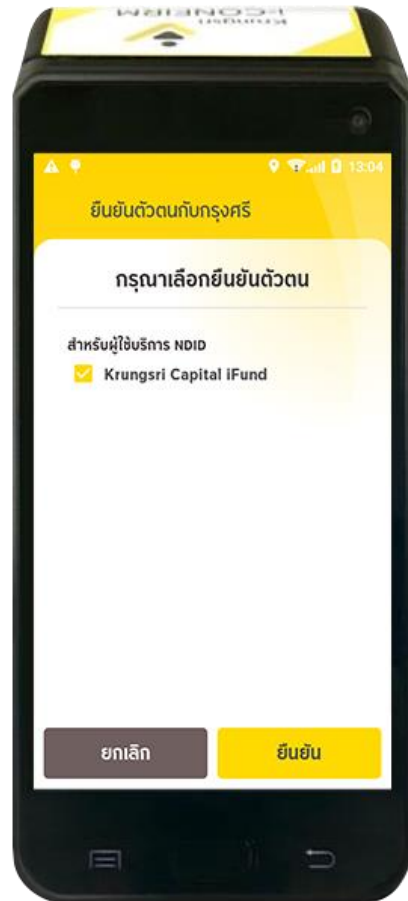 Krungsri
i-CONFIRM
13:04
ยืนยันตัวตนกับกรุงศรี
กรุณาเลือกยืนยันตัวตน
สำหรับผู้ใช้บริการ NDID
Krungsri Capital iFund
ยกเลิก
ยืนยัน